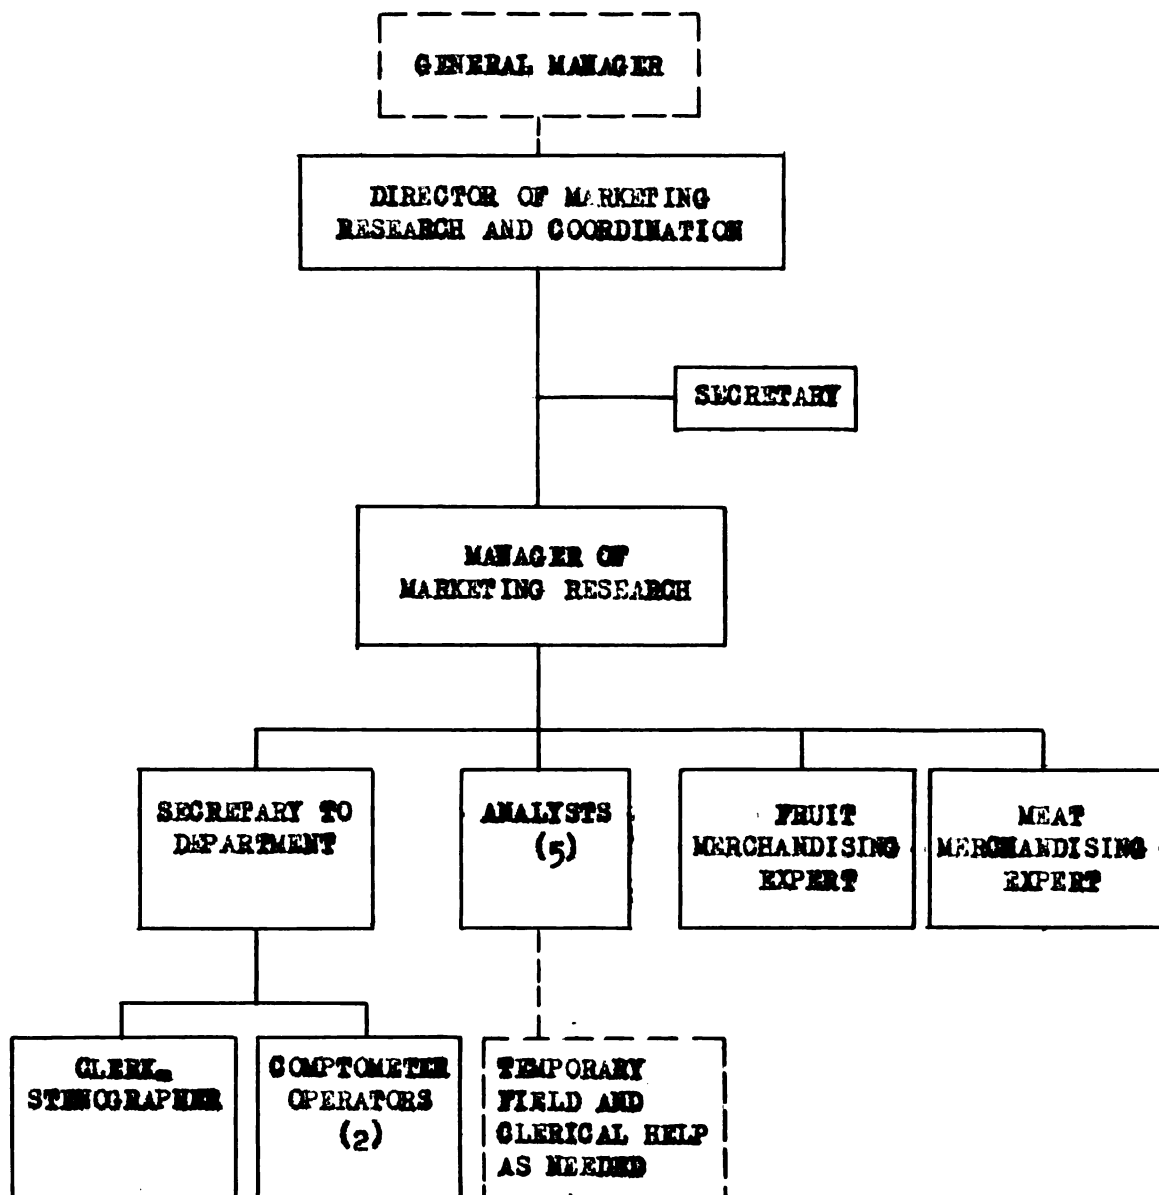 GENERAL MANAGER
DIRECTOR OF MARKETING
RESEARCH AND COORDINATION
SECRETARY
MANAGER OF
MARKETING RESEARCH
SECRETARY TO
DEPARTMENT
ANALYSTS
(5)
FRUIT
MERCHANDISING
EXPERT
MEAT
MERCHANDISING
EXPERT
CLERK-
STENOGRAPHER
COMPTOMETER
OPERATORS
(2)
TEMPORARY
FIELD AND
CLERICAL HELP
AS NEEDED